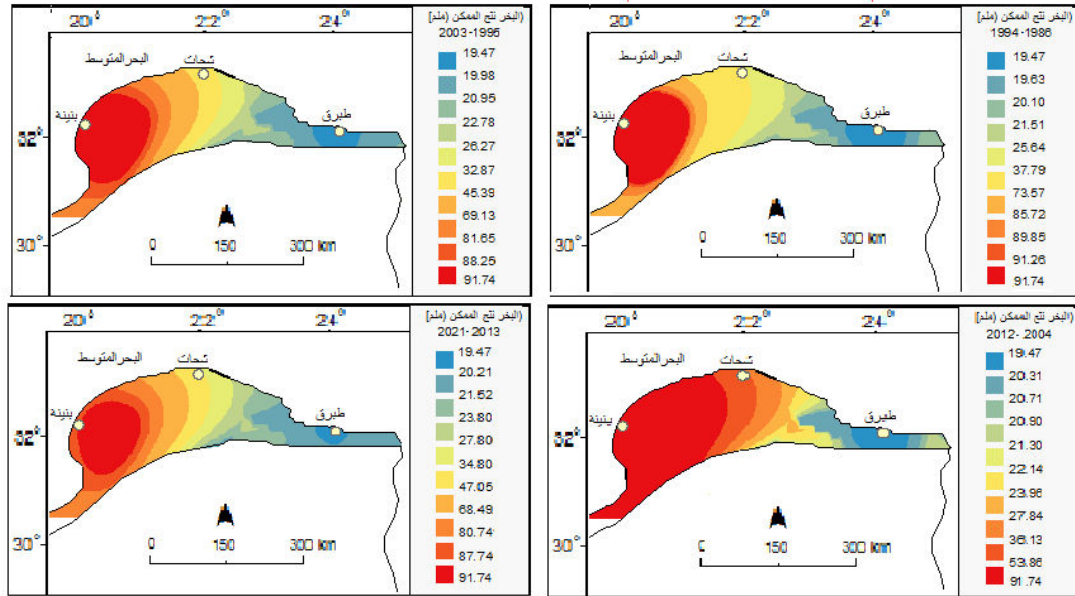 البخر نتح الممكن (ملم)
2003-1995
20°
22°
24°
البحر المتوسط
شحات
بنينة
طبرق
30°
0 150 300 km
19.47
19.98
20.95
22.78
26.27
32.87
45.39
69.13
81.65
88.25
91.74
البخر نتح الممكن (ملم)
1994-1986
20°
22°
24°
البحر المتوسط
شحات
بنينة
طبرق
30°
0 150 300 km
19.47
19.63
20.10
21.51
25.64
37.79
73.57
85.72
89.85
91.26
91.74
البخر نتح الممكن (ملم)
2021-2013
20°
22°
24°
البحر المتوسط
شحات
بنينة
طبرق
30°
0 150 300 km
19.47
20.21
21.52
23.80
27.80
34.80
47.05
68.49
80.74
87.74
91.74
البخر نتح الممكن (ملم)
2012-.2004
20°
22°
24°
البحر المتوسط
شحات
بنينة
طبرق
30°
0 150 300 km
19.47
20.31
20.71
20.90
21.30
22.14
23.96
27.84
36.13
53.86
91.74